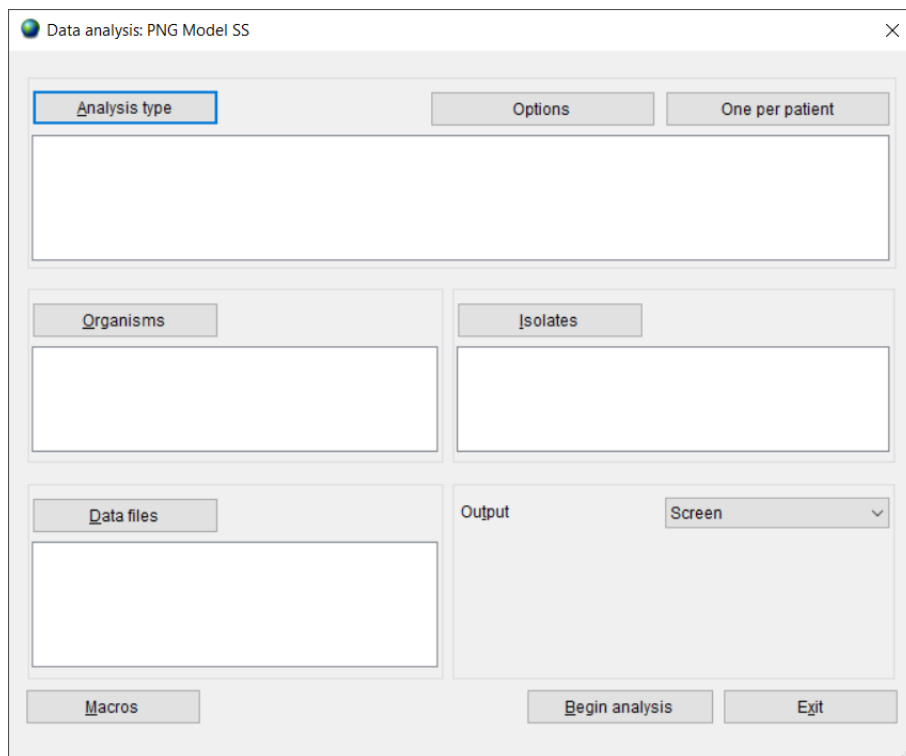 Data analysis: PNG Model SS
Analysis type
Options
One per patient
Organisms
Isolates
Data files
Output
Screen
Macros
Begin analysis
Exit